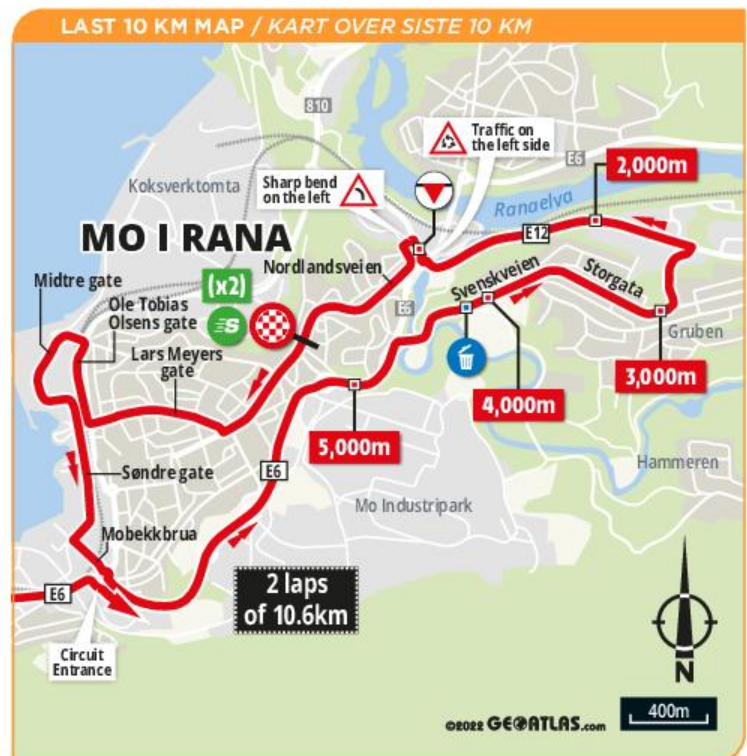 LAST 10 KM MAP / KART OVER SISTE 10 KM
810
Traffic on
the left side
E6
2,000m
Koksverktomta
Sharp bend
on the left
Ranaelva
E12
MO I RANA
Nordlandsveien
Svenskveien
Storgata
Midtre gate
(x2)
E6
Ole Tobias
Olsens gate
S
Gruben
Lars Meyers
gate
3,000m
4,000m
5,000m
Søndre gate
E6
Hammeren
Mo Industripark
Mobekkbrua
2 laps
of 10.6km
E6
Circuit
Entrance
N
400m
©2022 GEOATLAS.com